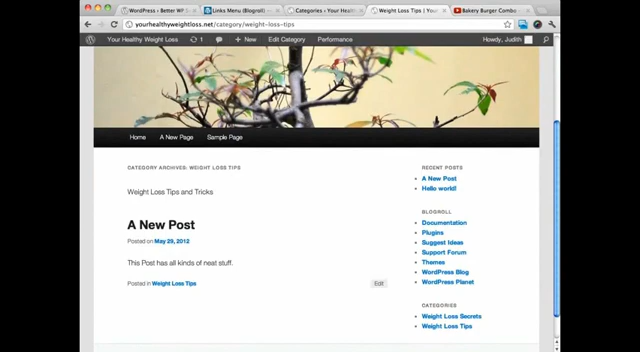 WordPress › Better WP S
Links Menu (Blogroll)
Categories ‹ Your Healt
Weight Loss Tips | You
Bakery Burger Combo
yourhealthyweightloss.net/category/weight-loss-tips
Your Healthy Weight Loss 1 + New Edit Category Performance Howdy, Judith
Home A New Page Sample Page
CATEGORY ARCHIVES: WEIGHT LOSS TIPS
Weight Loss Tips and Tricks
A New Post
Posted on May 29, 2012
This Post has all kinds of neat stuff.
Posted in Weight Loss Tips Edit
RECENT POSTS
A New Post
Hello world!
BLOGROLL
Documentation
Plugins
Suggest Ideas
Support Forum
Themes
WordPress Blog
WordPress Planet
CATEGORIES
Weight Loss Secrets
Weight Loss Tips